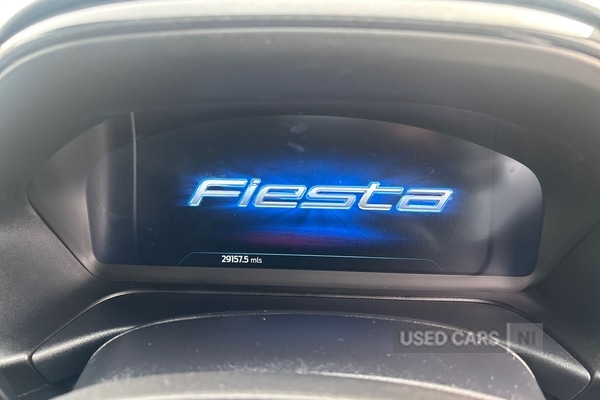 Fiesta
29157.5 mls
USED CARS NI